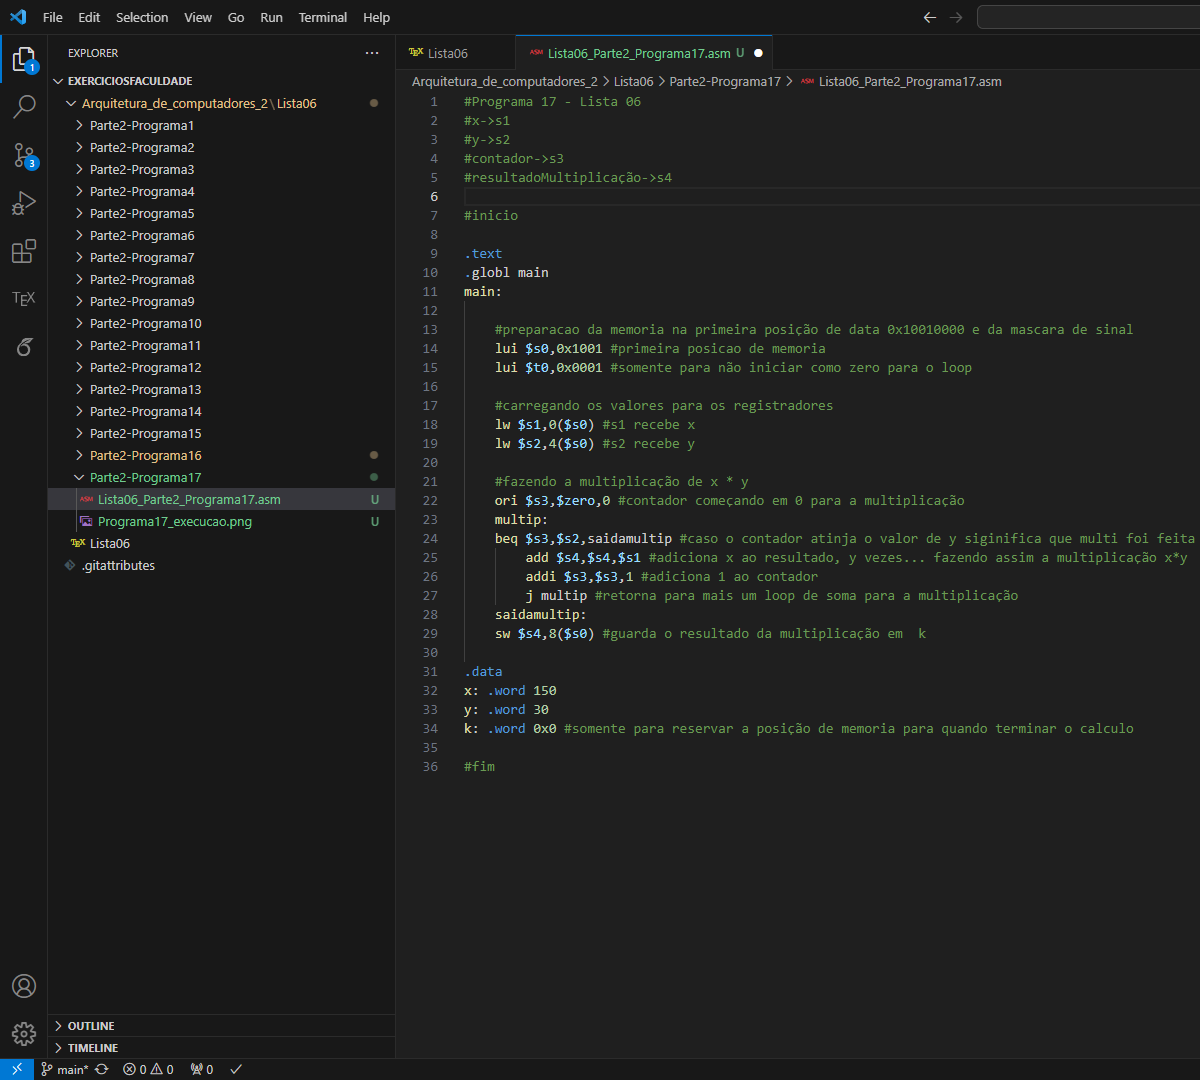 File Edit Selection View Go Run Terminal Help
EXPLORER
EXERCICIOSFACULDADE
Arquitetura_de_computadores_2\Lista06
Parte2-Programa1
Parte2-Programa2
Parte2-Programa3
Parte2-Programa4
Parte2-Programa5
Parte2-Programa6
Parte2-Programa7
Parte2-Programa8
Parte2-Programa9
Parte2-Programa10
Parte2-Programa11
Parte2-Programa12
Parte2-Programa13
Parte2-Programa14
Parte2-Programa15
Parte2-Programa16
Parte2-Programa17
ASM Lista06_Parte2_Programa17.asm U
Programa17_execucao.png U
TEX Lista06
.gitattributes
1
3
TEX
OUTLINE
TIMELINE
TEX Lista06
ASM Lista06_Parte2_Programa17.asm U
Arquitetura_de_computadores_2 > Lista06 > Parte2-Programa17 > ASM Lista06_Parte2_Programa17.asm
1 #Programa 17 - Lista 06
2 #x->s1
3 #y->s2
4 #contador->s3
5 #resultadoMultiplicação->s4
6
7 #inicio
8
9 .text
10 .globl main
11 main:
12
13 #preparacao da memoria na primeira posição de data 0x10010000 e da mascara de sinal
14 lui $s0,0x1001 #primeira posicao de memoria
15 lui $t0,0x0001 #somente para não iniciar como zero para o loop
16
17 #carregando os valores para os registradores
18 lw $s1,0($s0) #s1 recebe x
19 lw $s2,4($s0) #s2 recebe y
20
21 #fazendo a multiplicação de x * y
22 ori $s3,$zero,0 #contador começando em 0 para a multiplicação
23 multip:
24 beq $s3,$s2,saidamultip #caso o contador atinja o valor de y siginifica que multi foi feita
25 add $s4,$s4,$s1 #adiciona x ao resultado, y vezes... fazendo assim a multiplicação x*y
26 addi $s3,$s3,1 #adiciona 1 ao contador
27 j multip #retorna para mais um loop de soma para a multiplicação
28 saidamultip:
29 sw $s4,8($s0) #guarda o resultado da multiplicação em  k
30
31 .data
32 x: .word 150
33 y: .word 30
34 k: .word 0x0 #somente para reservar a posição de memoria para quando terminar o calculo
35
36 #fim
main* 0 0 0